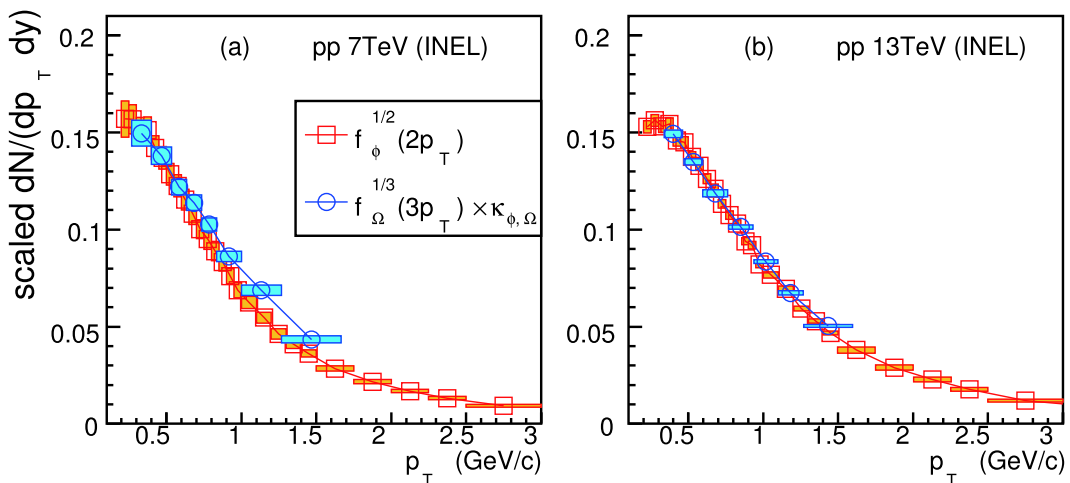 scaled dN/(dp_T dy)
(a) pp 7TeV (INEL)
f_ϕ^{1/2}(2p_T)
f_Ω^{1/3}(3p_T) × κ_{ϕ,Ω}
0.2
0.15
0.1
0.05
0
0.5 1 1.5 2 2.5 3
p_T (GeV/c)
(b) pp 13TeV (INEL)
0.2
0.15
0.1
0.05
0
0.5 1 1.5 2 2.5 3
p_T (GeV/c)